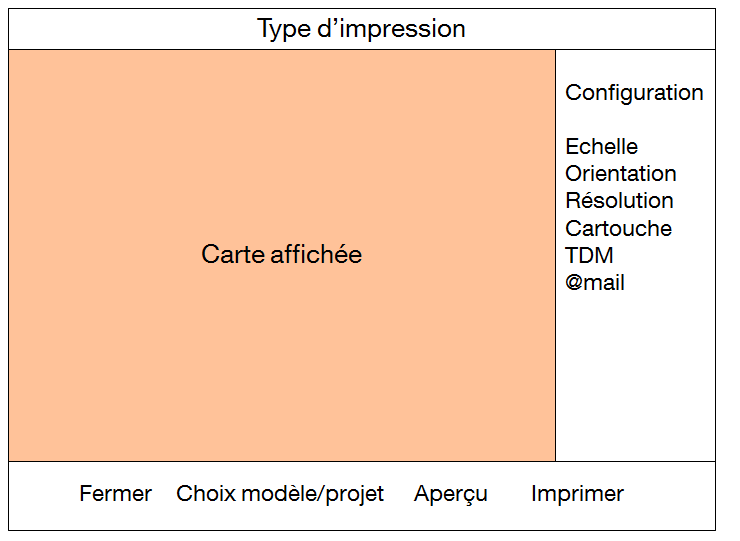 Type d’impression
Carte affichée
Configuration
Echelle
Orientation
Résolution
Cartouche
TDM
@mail
Fermer Choix modèle/projet Aperçu Imprimer